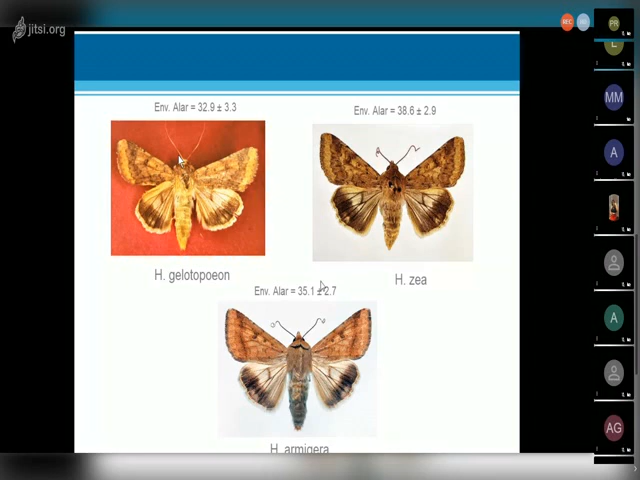 jitsi.org
REC
PR
L
Env. Alar = 32.9 ± 3.3
Env. Alar = 38.6 ± 2.9
MM
A
H. gelotopoeon
H. zea
Env. Alar = 35.1 ± 2.7
A
AG
H. armigera